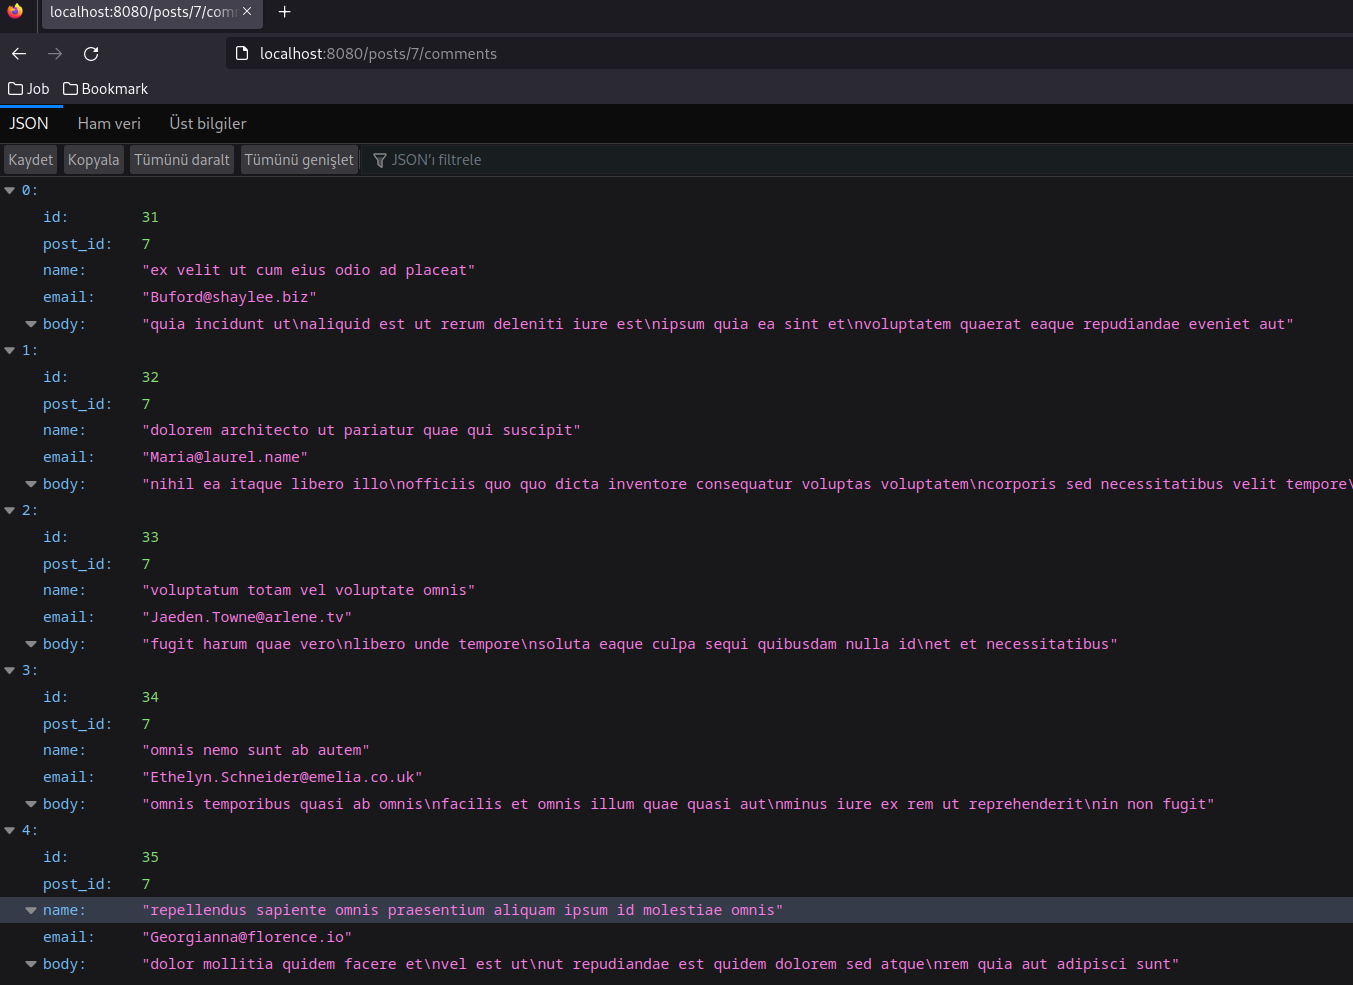 localhost:8080/posts/7/com
localhost:8080/posts/7/comments
Job Bookmark
JSON Ham veri Üst bilgiler
Kaydet Kopyala Tümünü daralt Tümünü genişlet JSON'ı filtrele
0:
id: 31
post_id: 7
name: "ex velit ut cum eius odio ad placeat"
email: "Buford@shaylee.biz"
body: "quia incidunt ut\naliquid est ut rerum deleniti iure est\nipsum quia ea sint et\nvoluptatem quaerat eaque repudiandae eveniet aut"
1:
id: 32
post_id: 7
name: "dolorem architecto ut pariatur quae qui suscipit"
email: "Maria@laurel.name"
body: "nihil ea itaque libero illo\nofficiis quo quo dicta inventore consequatur voluptas voluptatem\ncorporis sed necessitatibus velit tempore\
2:
id: 33
post_id: 7
name: "voluptatum totam vel voluptate omnis"
email: "Jaeden.Towne@arlene.tv"
body: "fugit harum quae vero\nlibero unde tempore\nsoluta eaque culpa sequi quibusdam nulla id\net et necessitatibus"
3:
id: 34
post_id: 7
name: "omnis nemo sunt ab autem"
email: "Ethelyn.Schneider@emelia.co.uk"
body: "omnis temporibus quasi ab omnis\nfacilis et omnis illum quae quasi aut\nminus iure ex rem ut reprehenderit\nin non fugit"
4:
id: 35
post_id: 7
name: "repellendus sapiente omnis praesentium aliquam ipsum id molestiae omnis"
email: "Georgianna@florence.io"
body: "dolor mollitia quidem facere et\nvel est ut\nut repudiandae est quidem dolorem sed atque\nrem quia aut adipisci sunt"